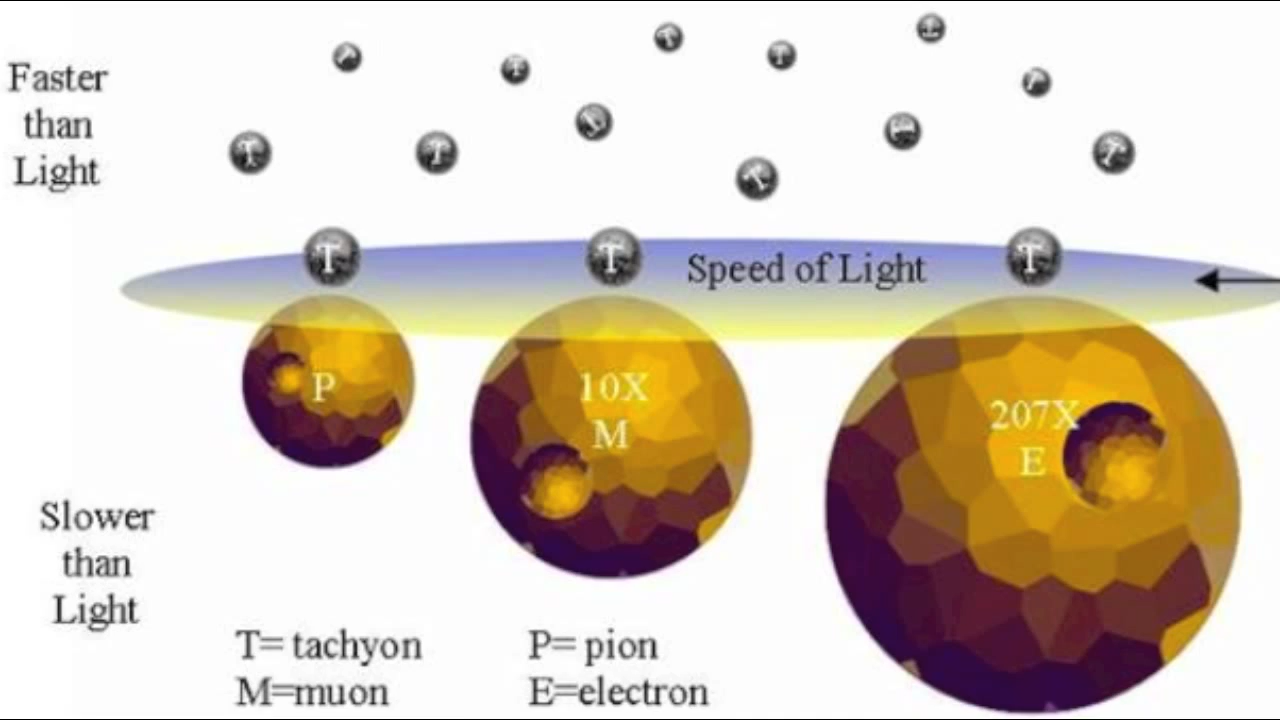 T
T
T
T
T
T
Faster
than
Light
T
T
T
T
T
T
T
T
T
Speed of Light
P
10X
M
207X
E
Slower
than
Light
T= tachyon
M=muon
P= pion
E=electron